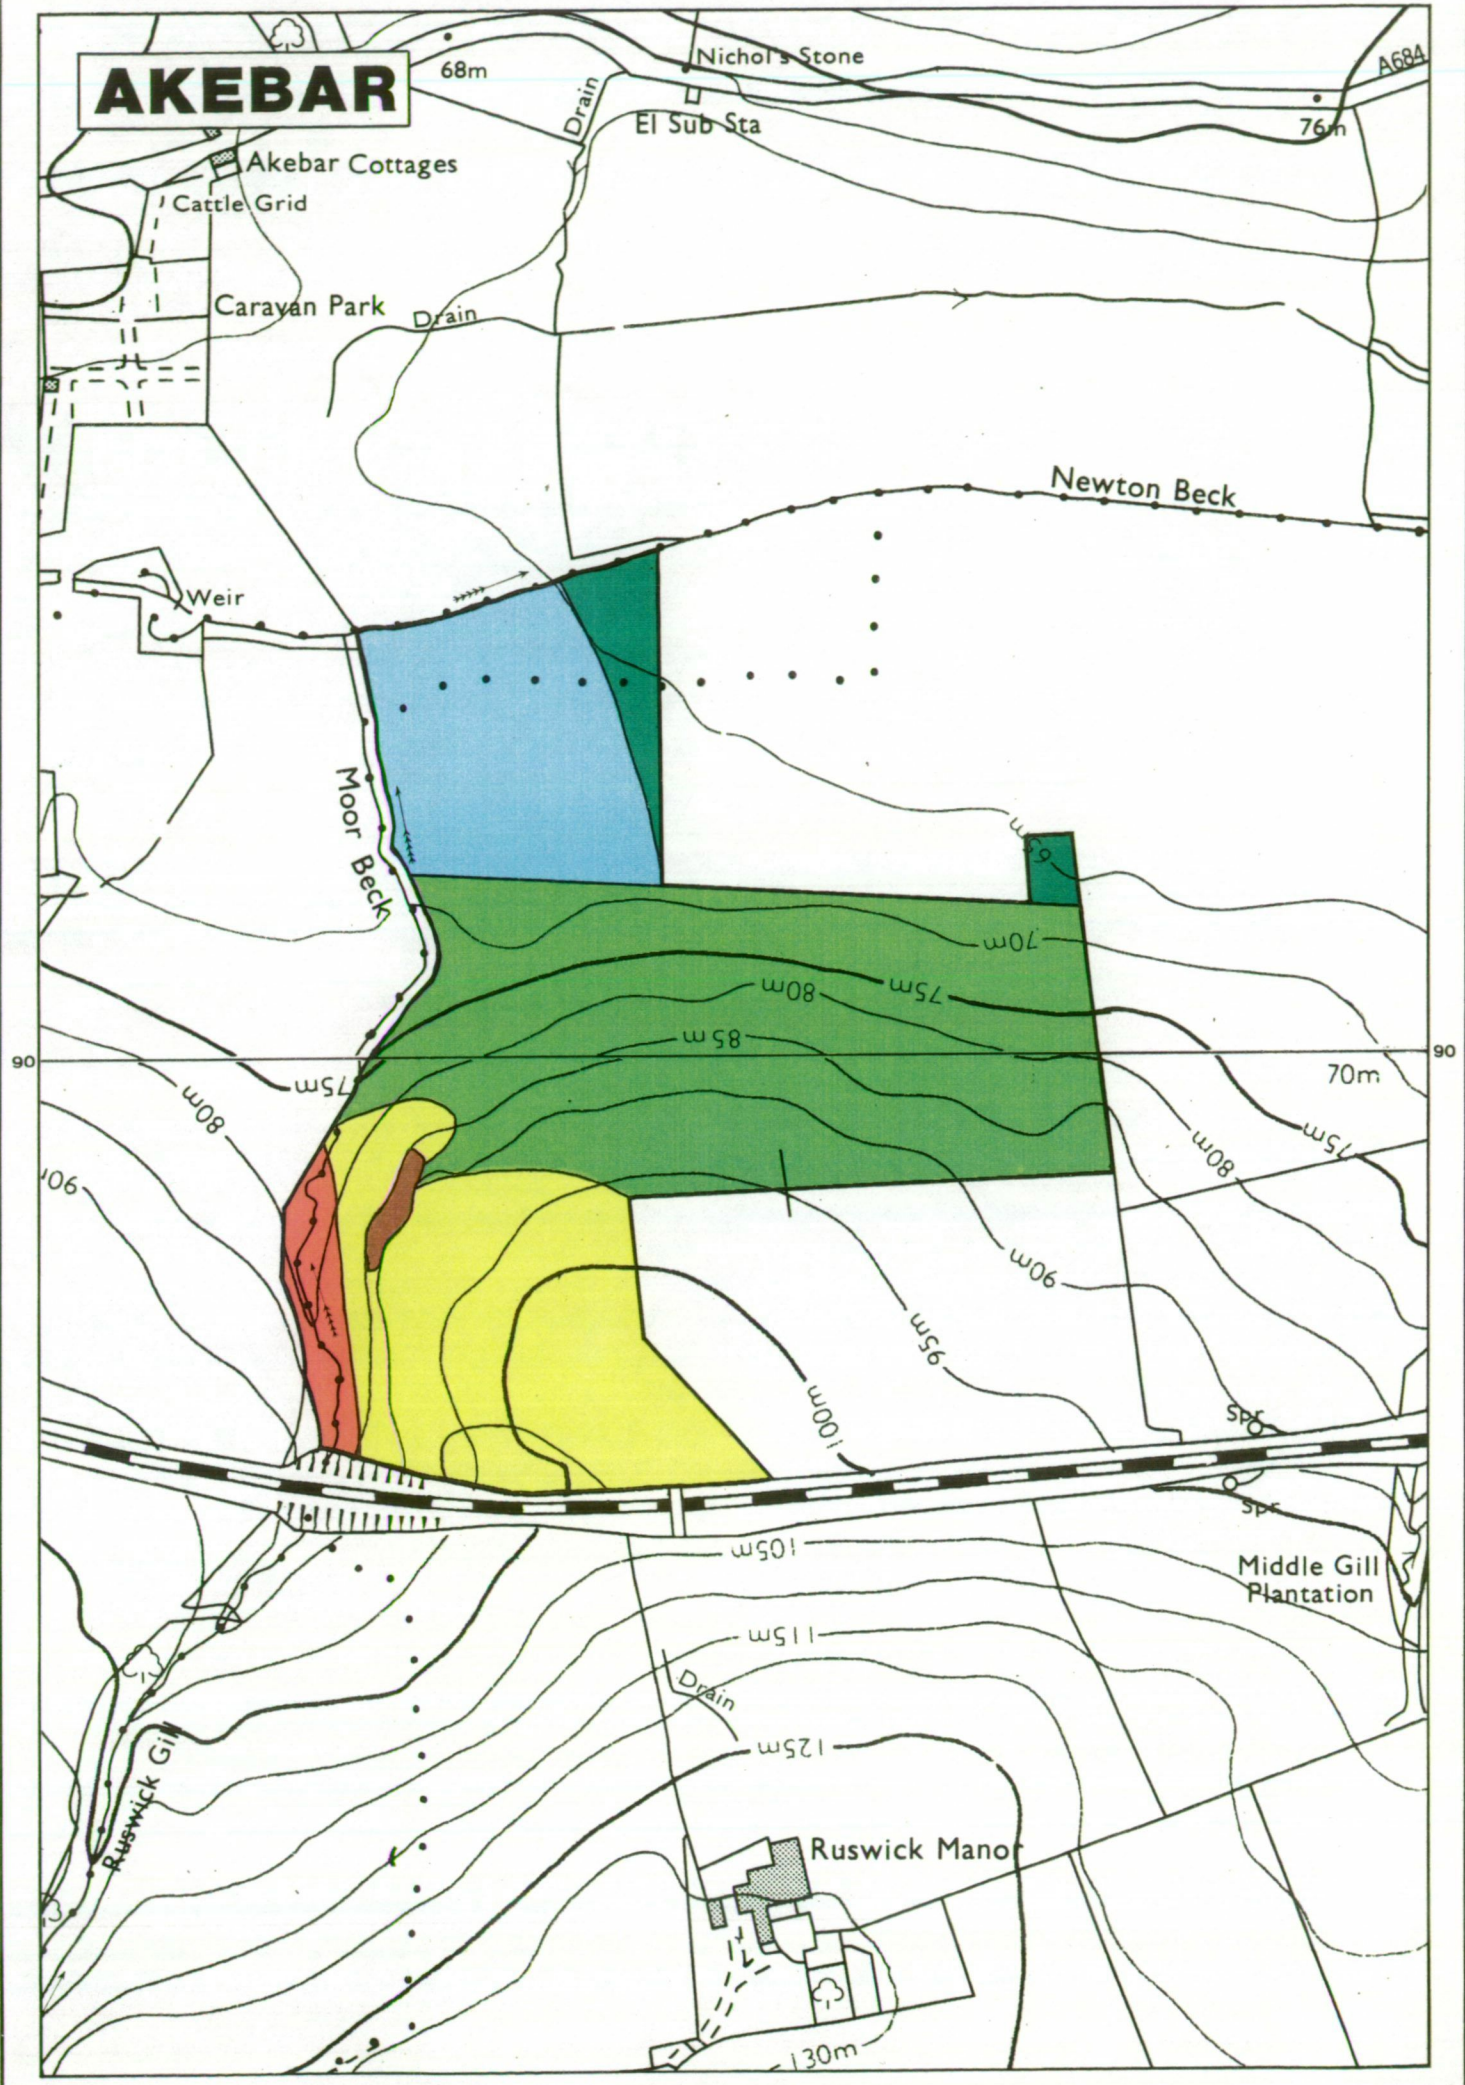 AKEBAR
68m
Nichol's Stone
A684
Drain
El Sub Sta
76m
Akebar Cottages
Cattle Grid
Caravan Park
Drain
Newton Beck
Weir
Moor Beck
65m
70m
80m
75m
85m
90
90
70m
75m
80m
75m
80m
90
90m
95m
100m
Spr
Spr
105m
Middle Gill
Plantation
115m
Drain
125m
Ruswick Gill
Ruswick Manor
130m